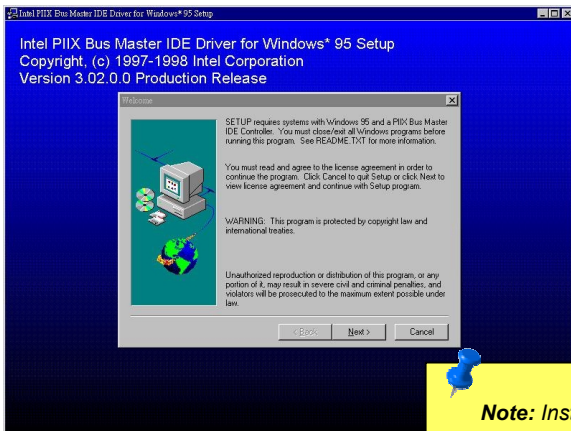 Intel PIIX Bus Master IDE Driver for Windows* 95 Setup
Intel PIIX Bus Master IDE Driver for Windows* 95 Setup
Copyright, (c) 1997-1998 Intel Corporation
Version 3.02.0.0 Production Release
Welcome
SETUP requires systems with Windows 95 and a PIIX Bus Master
IDE Controller. You must close/exit all Windows programs before
running this program. See README.TXT for more information.
You must read and agree to the license agreement in order to
continue the program. Click Cancel to quit Setup or click Next to
view license agreement and continue with Setup program.
WARNING: This program is protected by copyright law and
international treaties.
Unauthorized reproduction or distribution of this program, or any
portion of it, may result in severe civil and criminal penalties, and
violators will be prosecuted to the maximum extent possible under
law.
< Back Next > Cancel
Note: